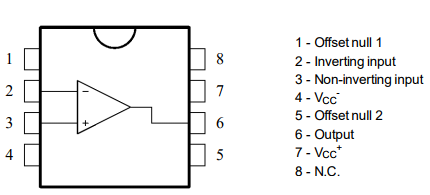 1
2
3
4
8
7
6
5
-
+
1 - Offset null 1
2 - Inverting input
3 - Non-inverting input
4 - Vcc-
5 - Offset null 2
6 - Output
7 - Vcc+
8 - N.C.